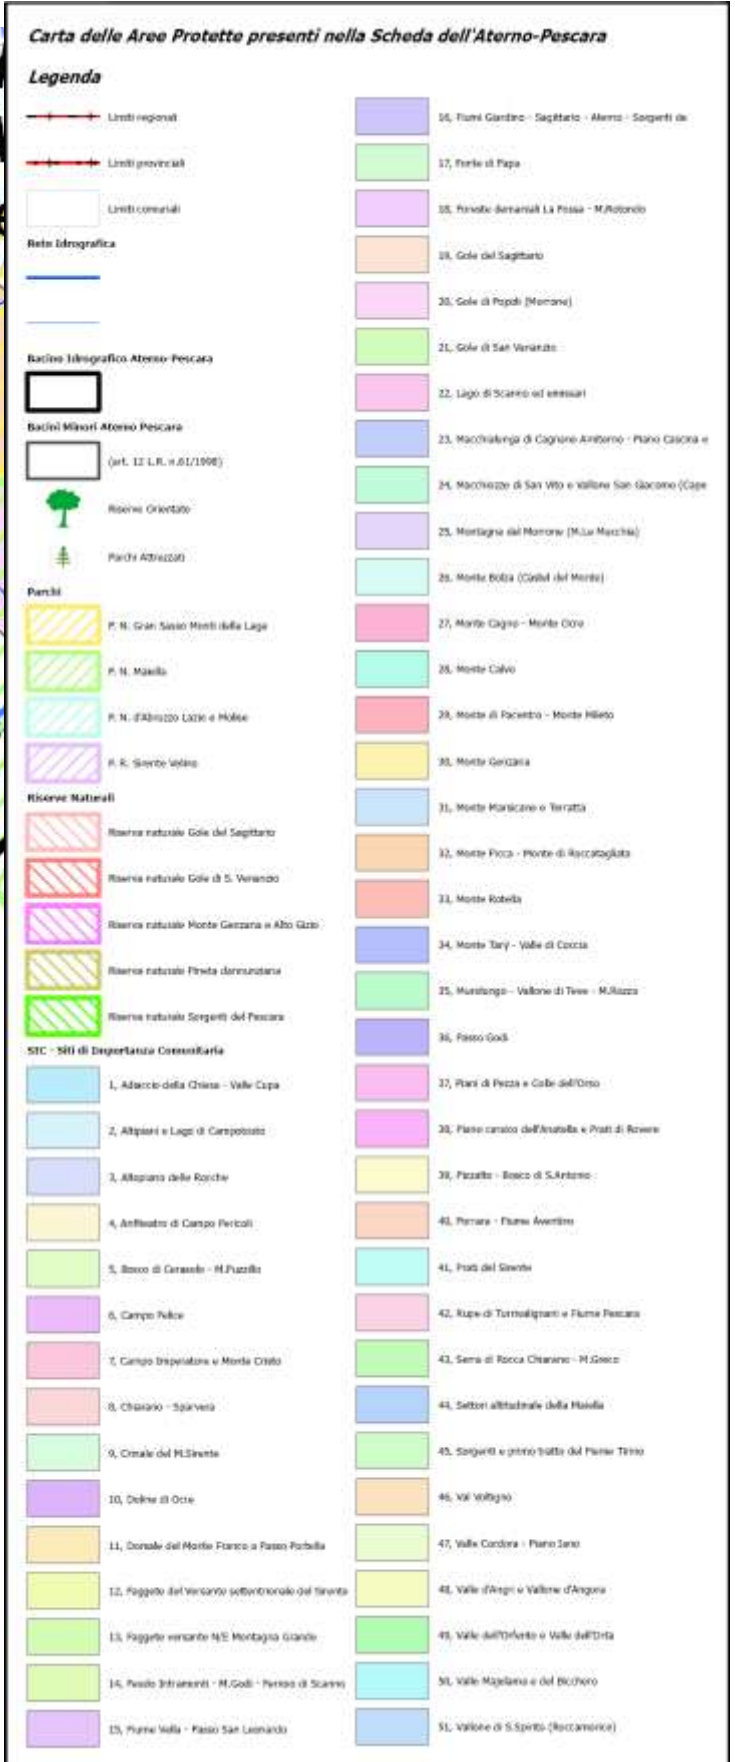 Carta delle Aree Protette presenti nella Scheda dell'Aterno-Pescara
Legenda
Limiti regionali
Limiti provinciali
Limiti comunali
Rete Idrografica
Bacino Idrografico Aterno-Pescara
Bacini Minori Aterno Pescara
(art. 12 L.R. n.81/1998)
Riserve Orientate
Parchi Attrezzati
Parchi
P. N. Gran Sasso Monti della Laga
P. N. Maiella
P. N. d'Abruzzo Lazio e Molise
P. R. Sirente Velino
Riserve Naturali
Riserva naturale Gole del Sagittario
Riserva naturale Gole di S. Venanzio
Riserva naturale Monte Genzana e Alto Gizio
Riserva naturale Pineta dannunziana
Riserva naturale Sorgenti del Pescara
SIC - Siti di Importanza Comunitaria
1, Adiaccio della Chiesa - Valle Cupa
2, Altipiani e Lago di Campotosto
3, Altopiano delle Rocche
4, Anfiteatro di Campo Pericoli
5, Bosco di Cerasolo - M.Puzzillo
6, Campo Felice
7, Campo Imperatore e Monte Cristo
8, Chiarano - Sparvera
9, Crinale del M.Sirente
10, Doline di Ocre
11, Dorsale del Monte Franco a Passo Portella
12, Faggete del Versante settentrionale del Sirente
13, Faggete versante N/E Montagna Grande
14, Feudo Intramonti - M.Godi - Ferroio di Scanno
15, Fiume Vella - Passo San Leonardo
16, Fiumi Giardino - Sagittario - Aterno - Sorgenti de
17, Fonte di Papa
18, Foreste demaniali La Fossa - M.Rotondo
19, Gole del Sagittario
20, Gole di Popoli (Morrone)
21, Gole di San Venanzio
22, Lago di Scanno ed emissari
23, Macchialunga di Cagnano Amiterno - Piano Cascina e
24, Macchiozze di San Vito e Vallone San Giacomo (Cape
25, Montagne del Morrone (M.Le Mucchia)
26, Monte Bolza (Castel del Monte)
27, Monte Cagno - Monte Ocre
28, Monte Calvo
29, Monte di Pacentro - Monte Mileto
30, Monte Genzana
31, Monte Marsicano e Terratta
32, Monte Picca - Monte di Roccatagliata
33, Monte Rotella
34, Monte Tary - Valle di Coccia
35, Murolungo - Vallone di Teve - M.Rozza
36, Passo Godi
37, Piani di Pezza e Colle dell'Orso
38, Piano carsico dell'Anatella e Prati di Rovere
39, Pizzalto - Bosco di S.Antonio
40, Porrara - Fiume Aventino
41, Prati del Sirente
42, Rupe di Turrivalignani e Fiume Pescara
43, Serra di Rocca Chiarano - M.Greco
44, Settori altitudinale della Maiella
45, Sorgenti e primo tratto del Fiume Tirino
46, Val Voltigno
47, Valle Cordora - Piano Iano
48, Valle d'Angri e Vallone d'Angora
49, Valle dell'Orfento e Valle dell'Orta
50, Valle Majelama e del Bicchero
51, Vallone di S.Spirito (Roccamorice)